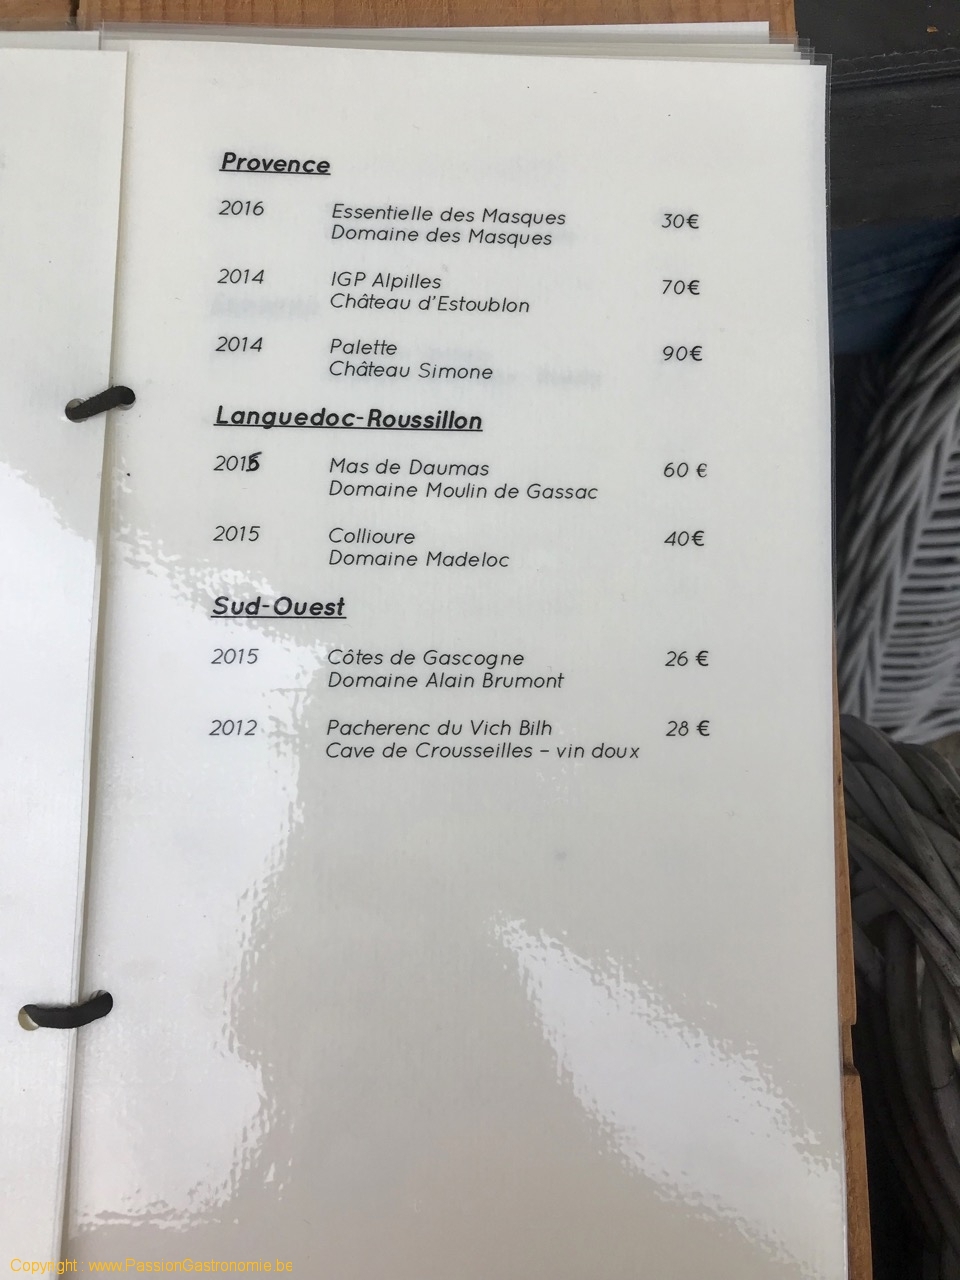 Provence
2016 Essentielle des Masques 30€
Domaine des Masques
2014 IGP Alpilles 70€
Château d'Estoublon
2014 Palette 90€
Château Simone
Languedoc-Roussillon
2015 Mas de Daumas 60 €
Domaine Moulin de Gassac
2015 Collioure 40€
Domaine Madeloc
Sud-Ouest
2015 Côtes de Gascogne 26 €
Domaine Alain Brumont
2012 Pacherenc du Vich Bilh 28 €
Cave de Crousseilles – vin doux
Copyright : www.PassionGastronomie.be